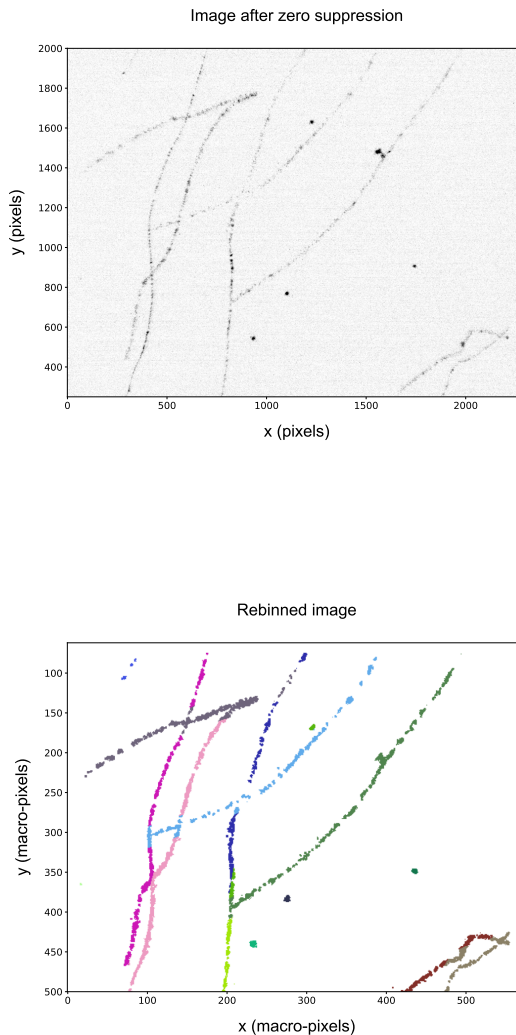 Image after zero suppression
2000
1800
1600
1400
1200
1000
800
600
400
y (pixels)
0 500 1000 1500 2000
x (pixels)
Rebinned image
100
150
200
250
300
350
400
450
500
y (macro-pixels)
100 200 300 400 500
x (macro-pixels)